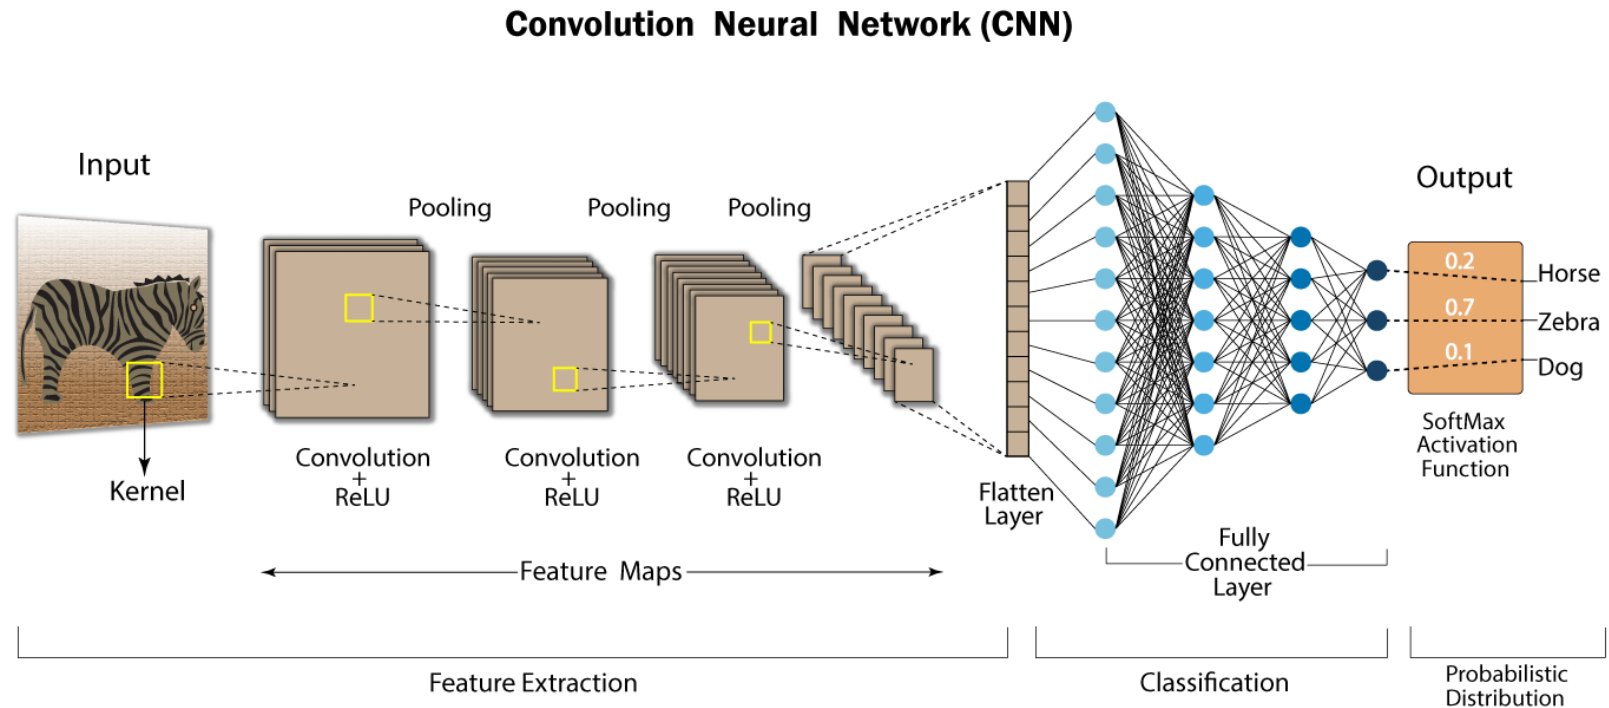 Convolution Neural Network (CNN)
Input
Kernel
Pooling
Pooling
Pooling
Convolution
+
ReLU
Convolution
+
ReLU
Convolution
+
ReLU
Feature Maps
Flatten
Layer
Fully
Connected
Layer
Output
0.2
Horse
0.7
Zebra
0.1
Dog
SoftMax
Activation
Function
Feature Extraction
Classification
Probabilistic
Distribution